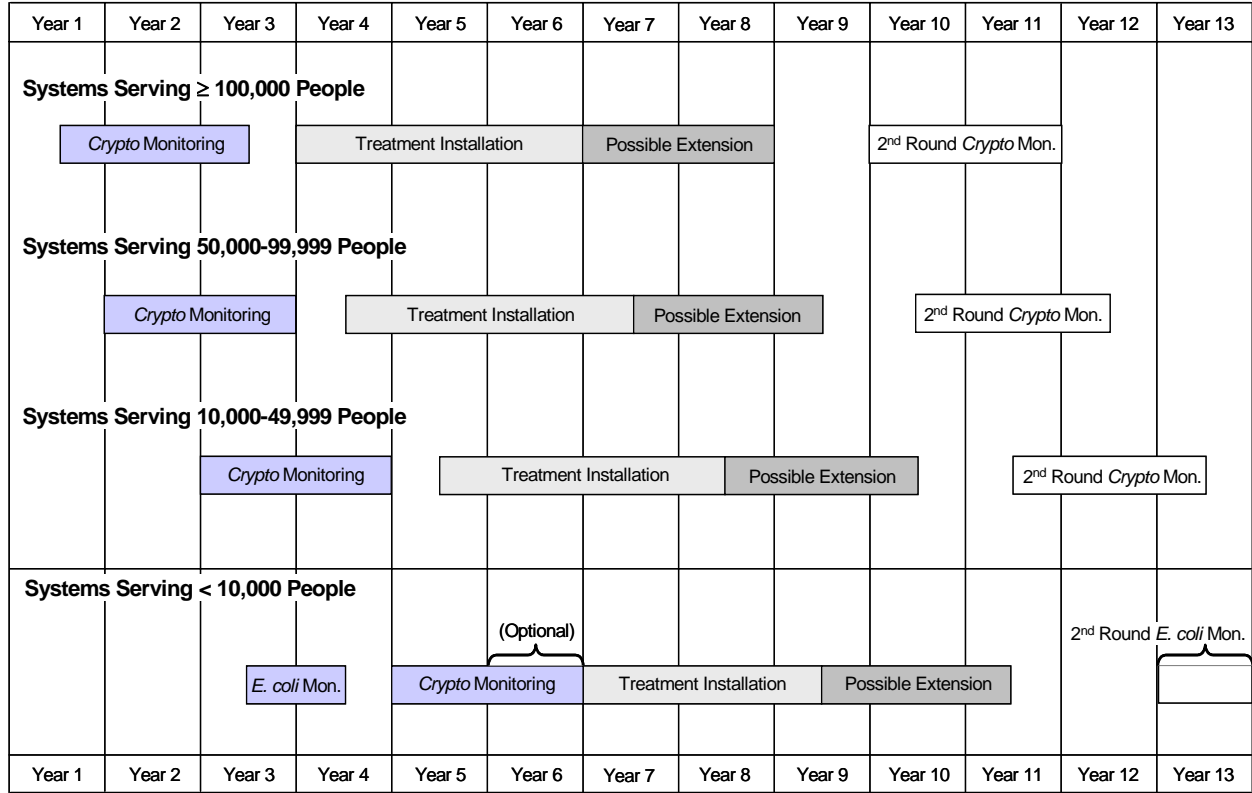 Year 1 Year 2 Year 3 Year 4 Year 5 Year 6 Year 7 Year 8 Year 9 Year 10 Year 11 Year 12 Year 13
Systems Serving ≥ 100,000 People
Crypto Monitoring Treatment Installation Possible Extension 2nd Round Crypto Mon.
Systems Serving 50,000-99,999 People
Crypto Monitoring Treatment Installation Possible Extension 2nd Round Crypto Mon.
Systems Serving 10,000-49,999 People
Crypto Monitoring Treatment Installation Possible Extension 2nd Round Crypto Mon.
Systems Serving < 10,000 People
(Optional) 2nd Round E. coli Mon.
E. coli Mon. Crypto Monitoring Treatment Installation Possible Extension
Year 1 Year 2 Year 3 Year 4 Year 5 Year 6 Year 7 Year 8 Year 9 Year 10 Year 11 Year 12 Year 13